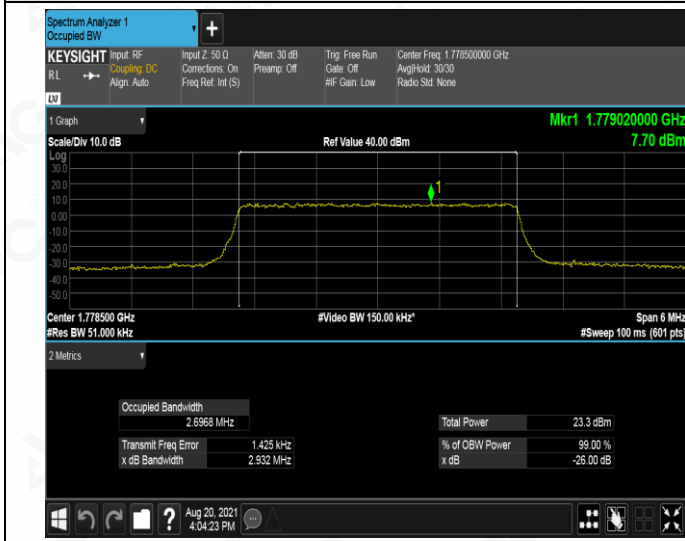 Spectrum Analyzer 1
Occupied BW
+
KEYSIGHT Input: RF Input Z: 50 Ω Atten: 30 dB Trig: Free Run Center Freq: 1.778500000 GHz
RL Coupling: DC Corrections: On Preamp: Off Gate: Off Avg|Hold: 30/30
Align: Auto Freq Ref: Int (S) #IF Gain: Low Radio Std: None
LXI
1 Graph Mkr1 1.779020000 GHz
Scale/Div 10.0 dB Ref Value 40.00 dBm 7.70 dBm
Log
30.0
20.0
1
10.0
0.00
-10.0
-20.0
-30.0
-40.0
-50.0
Center 1.778500 GHz #Video BW 150.00 kHz* Span 6 MHz
#Res BW 51.000 kHz #Sweep 100 ms (601 pts)
2 Metrics
Occupied Bandwidth
2.6968 MHz Total Power 23.3 dBm
Transmit Freq Error 1.425 kHz % of OBW Power 99.00 %
x dB Bandwidth 2.932 MHz x dB -26.00 dB
? Aug 20, 2021
4:04:23 PM